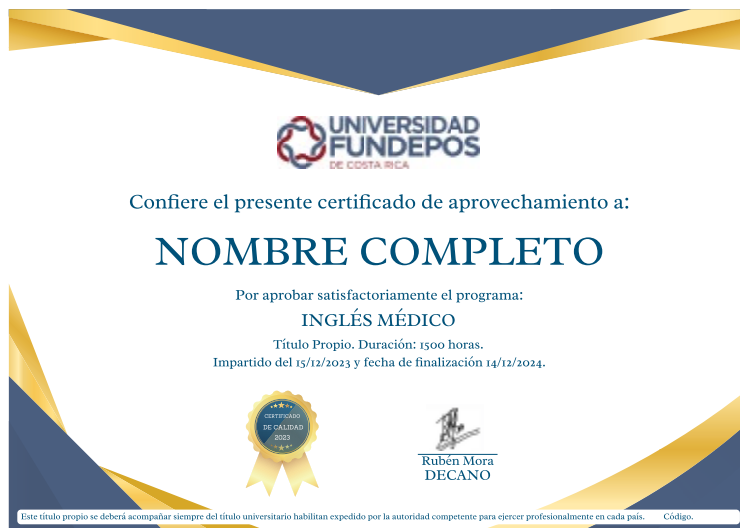 UNIVERSIDAD
FUNDEPOS
DE COSTA RICA
Confiere el presente certificado de aprovechamiento a:
NOMBRE COMPLETO
Por aprobar satisfactoriamente el programa:
INGLÉS MÉDICO
Título Propio. Duración: 1500 horas.
Impartido del 15/12/2023 y fecha de finalización 14/12/2024.
CERTIFICADO
DE CALIDAD
2023
Rubén Mora
DECANO
Este título propio se deberá acompañar siempre del título universitario habilitan expedido por la autoridad competente para ejercer profesionalmente en cada país. Código.